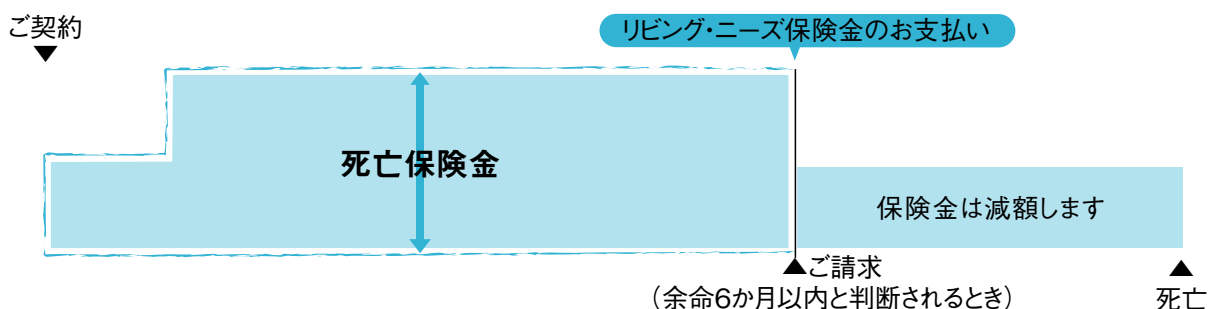 ご契約
▼
リビング・ニーズ保険金のお支払い
死亡保険金
保険金は減額します
▲ご請求
（余命6か月以内と判断されるとき）
▲
死亡